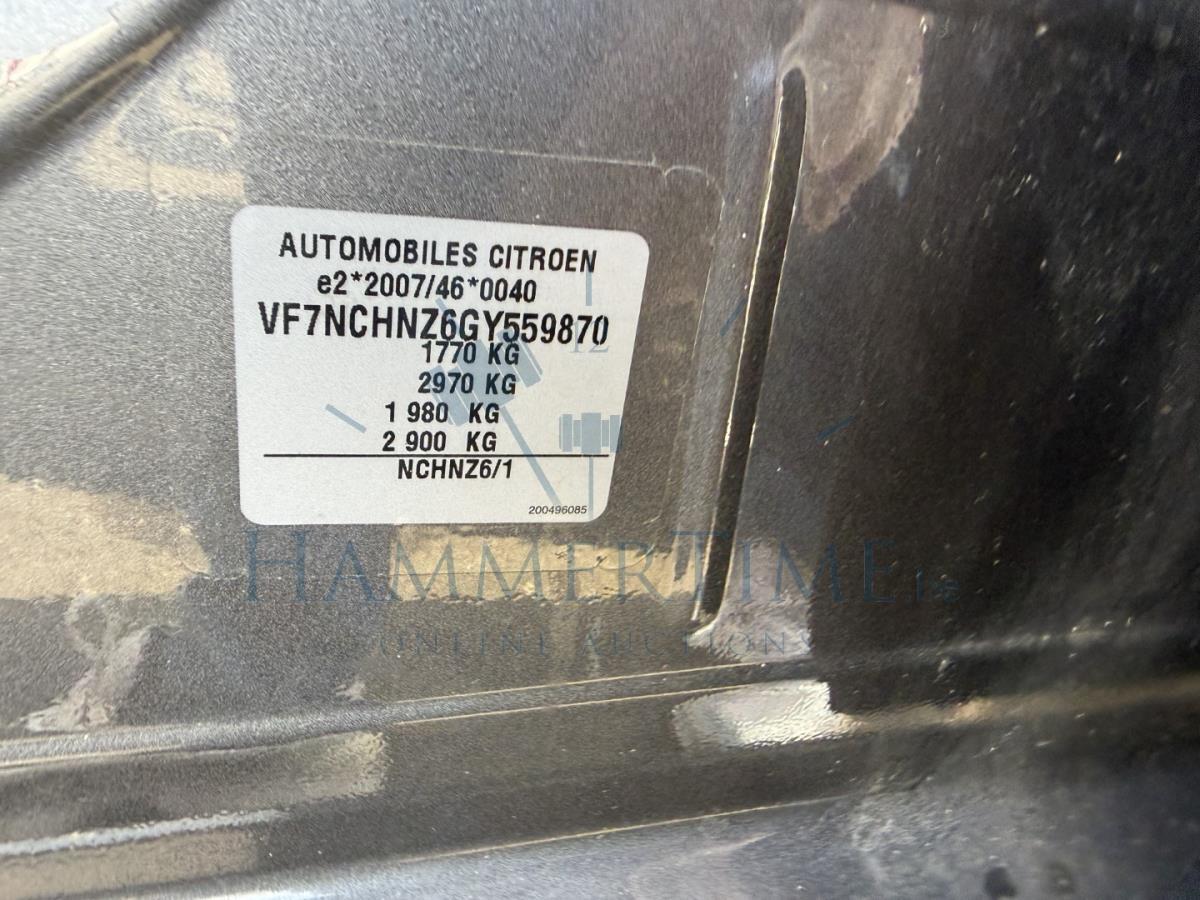 AUTOMOBILES CITROEN
e2*2007/46*0040
VF7NCHNZ6GY559870
1770 KG
2970 KG
1 980 KG
2 900 KG
NCHNZ6/1
200496085
12
HAMMERTIME.IE
ONLINE AUCTIONS